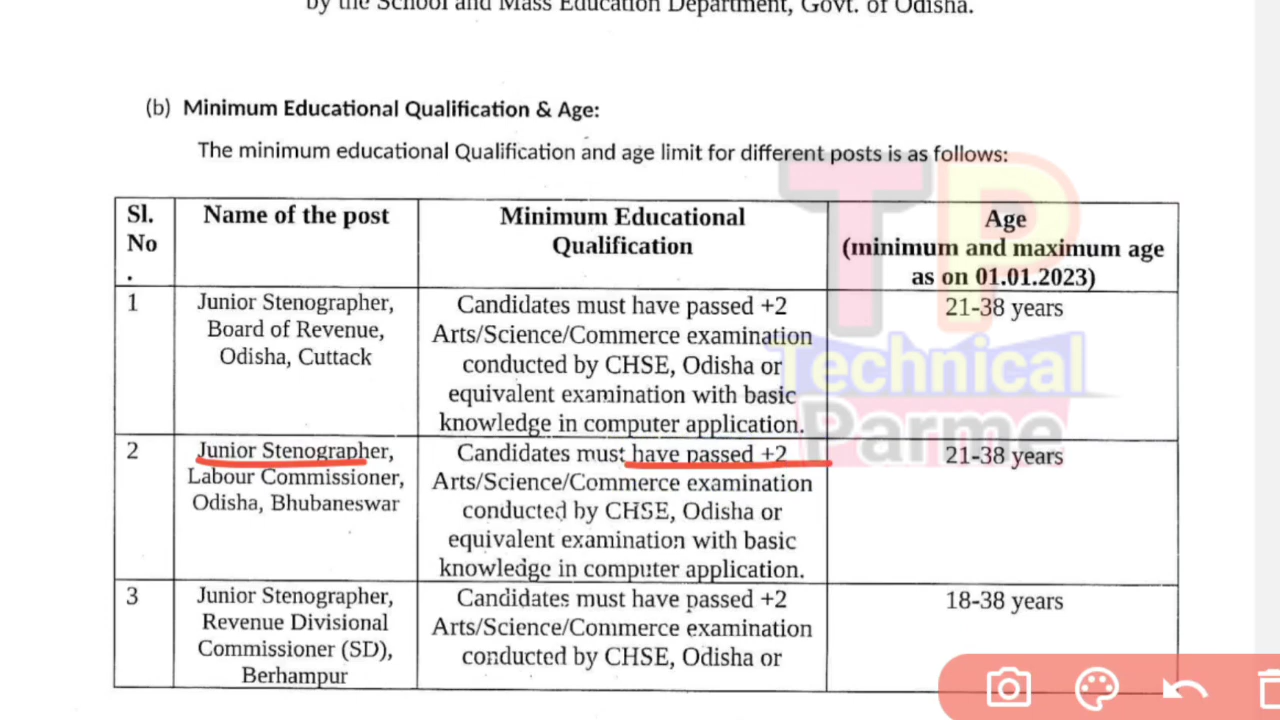 by the School and Mass Education Department, Govt. of Odisha.
(b) Minimum Educational Qualification & Age:
The minimum educational Qualification and age limit for different posts is as follows:
Sl.
No
.
Name of the post
Minimum Educational
Qualification
Age
(minimum and maximum age
as on 01.01.2023)
1
Junior Stenographer,
Board of Revenue,
Odisha, Cuttack
Candidates must have passed +2
Arts/Science/Commerce examination
conducted by CHSE, Odisha or
equivalent examination with basic
knowledge in computer application.
21-38 years
2
Junior Stenographer,
Labour Commissioner,
Odisha, Bhubaneswar
Candidates must have passed +2
Arts/Science/Commerce examination
conducted by CHSE, Odisha or
equivalent examination with basic
knowledge in computer application.
21-38 years
3
Junior Stenographer,
Revenue Divisional
Commissioner (SD),
Berhampur
Candidates must have passed +2
Arts/Science/Commerce examination
conducted by CHSE, Odisha or
18-38 years
TP
Technical
Parme